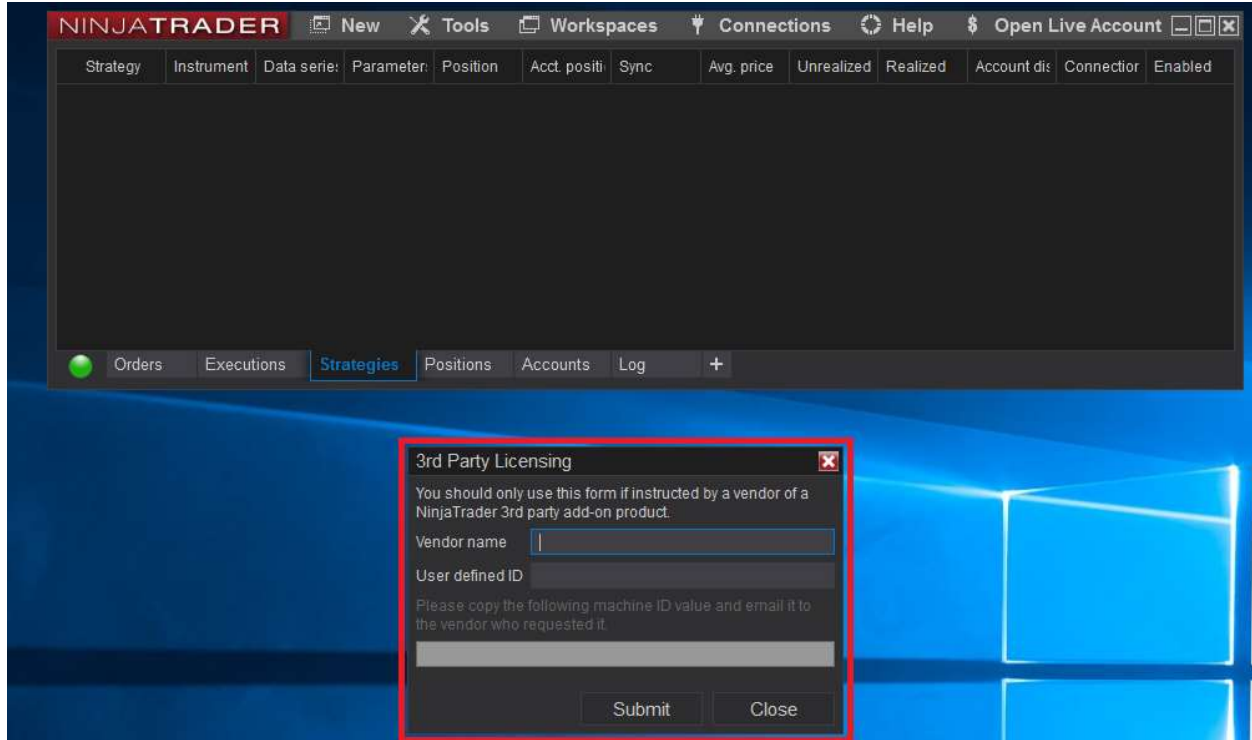 NINJATRADER New Tools Workspaces Connections Help $ Open Live Account
Strategy Instrument Data serie: Parameter: Position Acct. positi Sync Avg. price Unrealized Realized Account dis Connection Enabled
Orders Executions Strategies Positions Accounts Log +
3rd Party Licensing
You should only use this form if instructed by a vendor of a
NinjaTrader 3rd party add-on product.
Vendor name
User defined ID
Please copy the following machine ID value and email it to
the vendor who requested it.
Submit Close